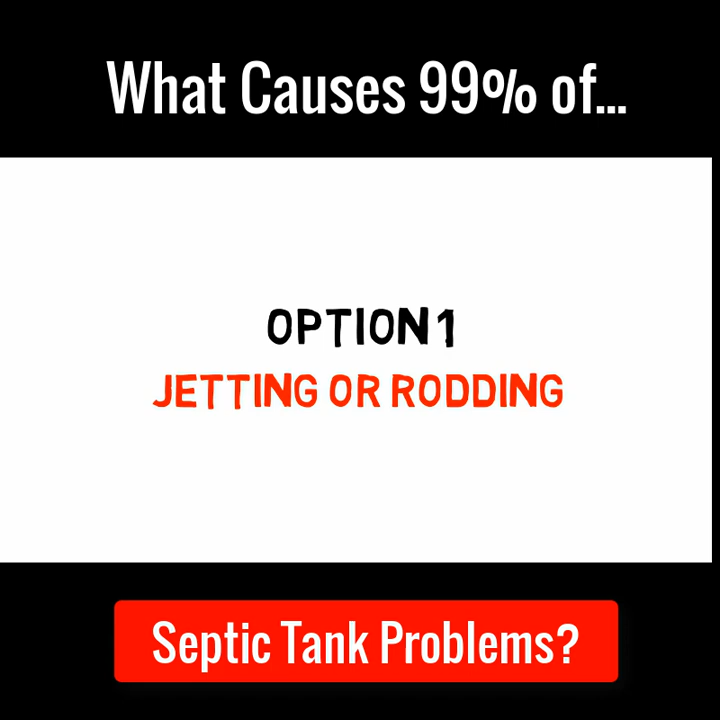 What Causes 99% of...
OPTION 1
JETTING OR RODDING
Septic Tank Problems?